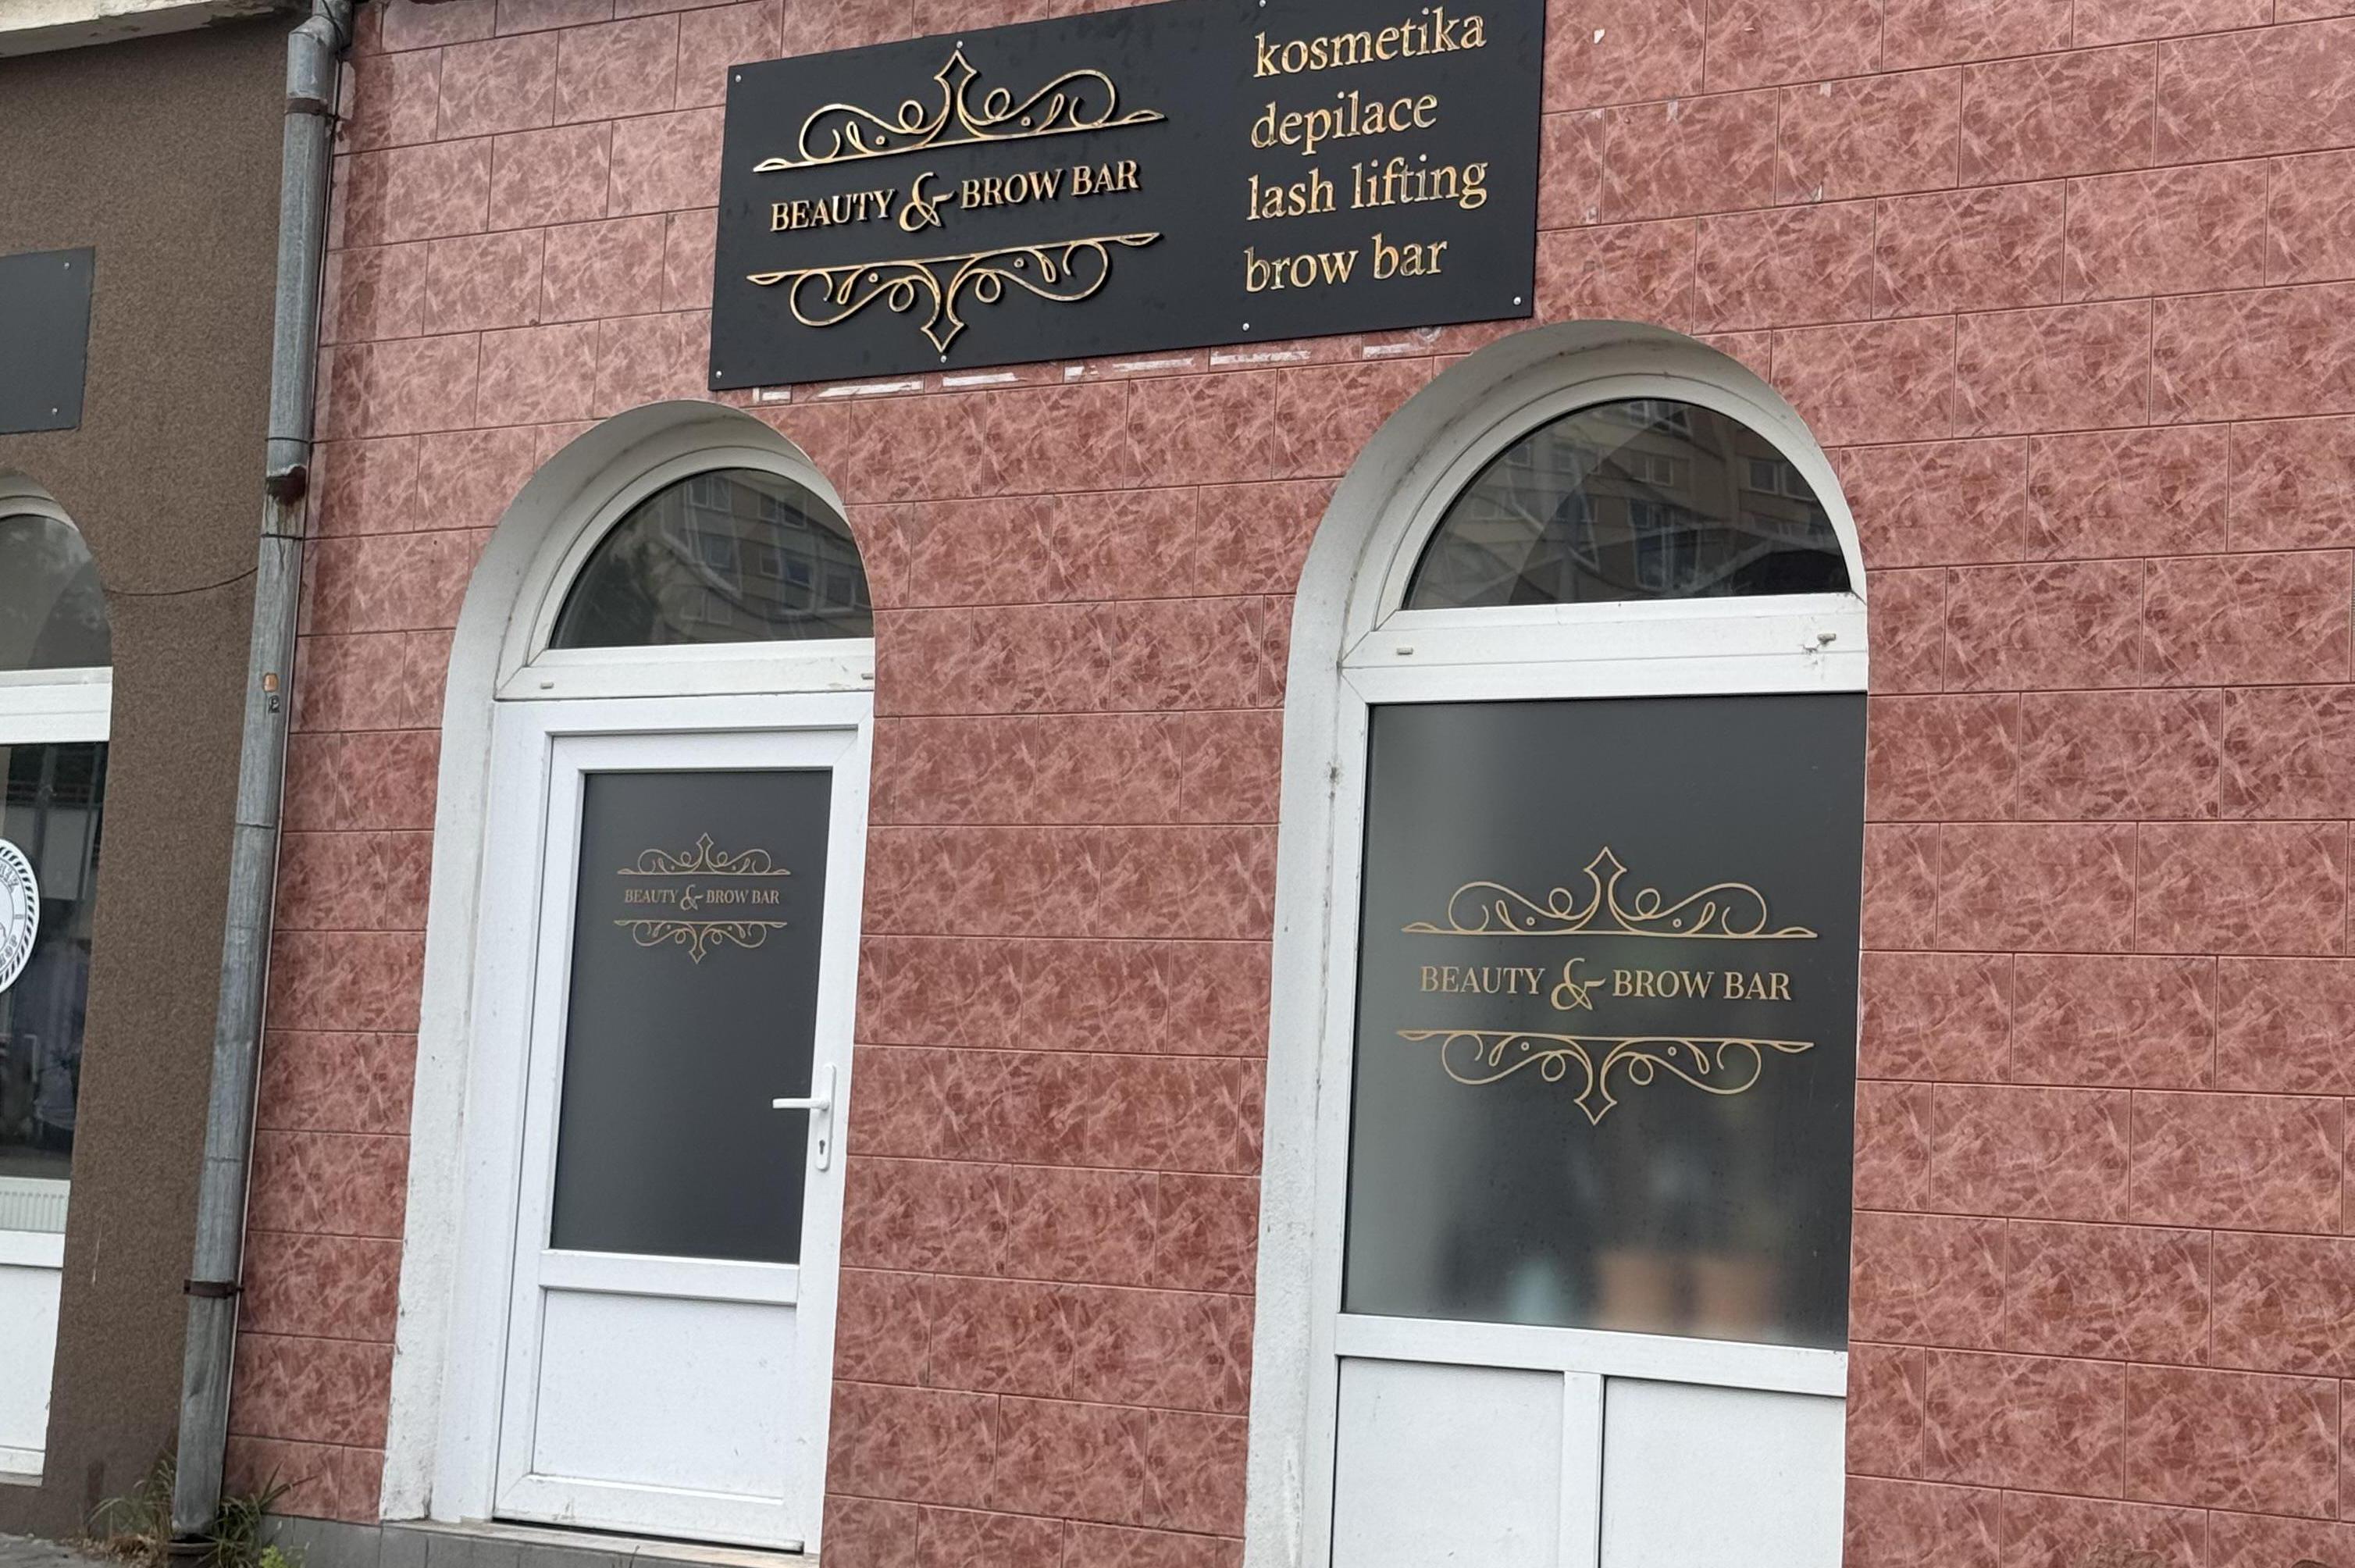 BEAUTY & BROW BAR
kosmetika
depilace
lash lifting
brow bar
BEAUTY & BROW BAR
BEAUTY & BROW BAR